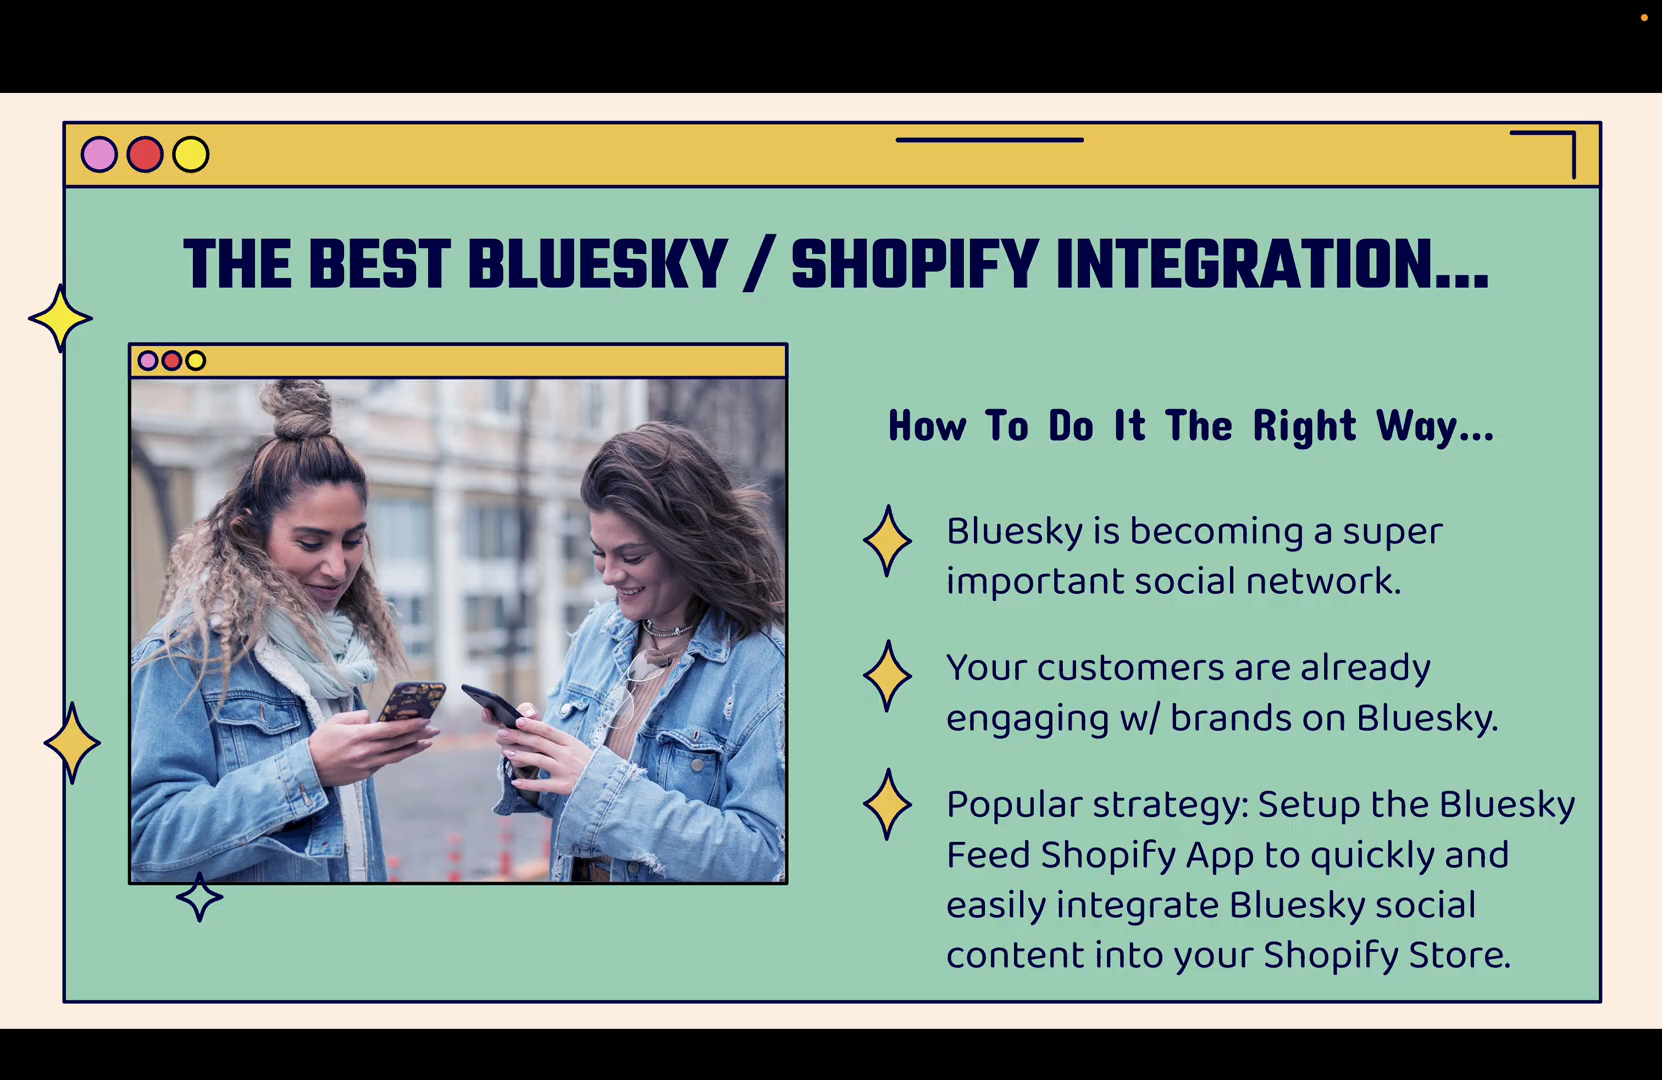 THE BEST BLUESKY / SHOPIFY INTEGRATION...
How To Do It The Right Way...
Bluesky is becoming a super
important social network.
Your customers are already
engaging w/ brands on Bluesky.
Popular strategy: Setup the Bluesky
Feed Shopify App to quickly and
easily integrate Bluesky social
content into your Shopify Store.